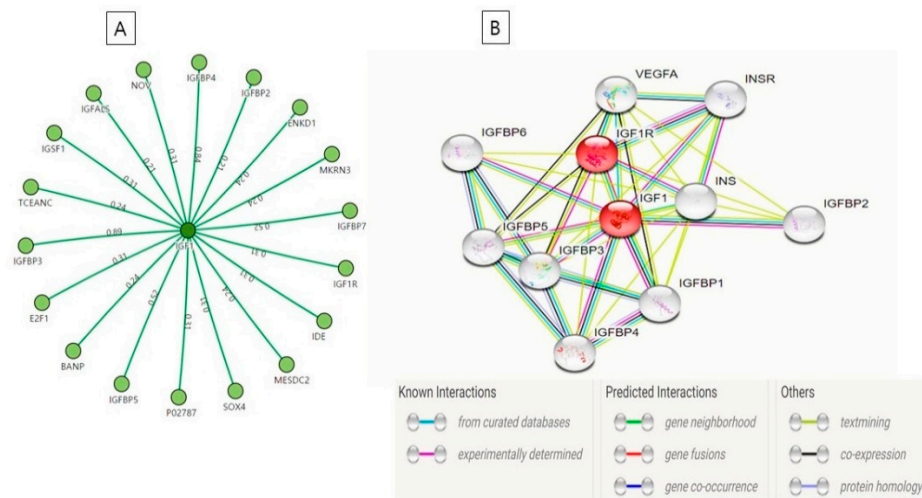 A
B
IGFBP4
NOV
IGFBP2
IGFALS
ENKD1
IGSF1
MKRN3
TCEANC
IGFBP7
IGFBP3
IGF1
IGF1R
E2F1
IDE
BANP
MESDC2
IGFBP5
P02787
SOX4
0.84
0.31
0.21
0.21
0.24
0.31
0.24
0.24
0.52
0.89
0.31
0.31
0.31
0.24
0.24
0.52
0.31
0.31
VEGFA
INSR
IGFBP6
IGF1R
INS
IGF1
IGFBP2
IGFBP5
IGFBP3
IGFBP1
IGFBP4
Known Interactions
from curated databases
experimentally determined
Predicted Interactions
gene neighborhood
gene fusions
gene co-occurrence
Others
textmining
co-expression
protein homology